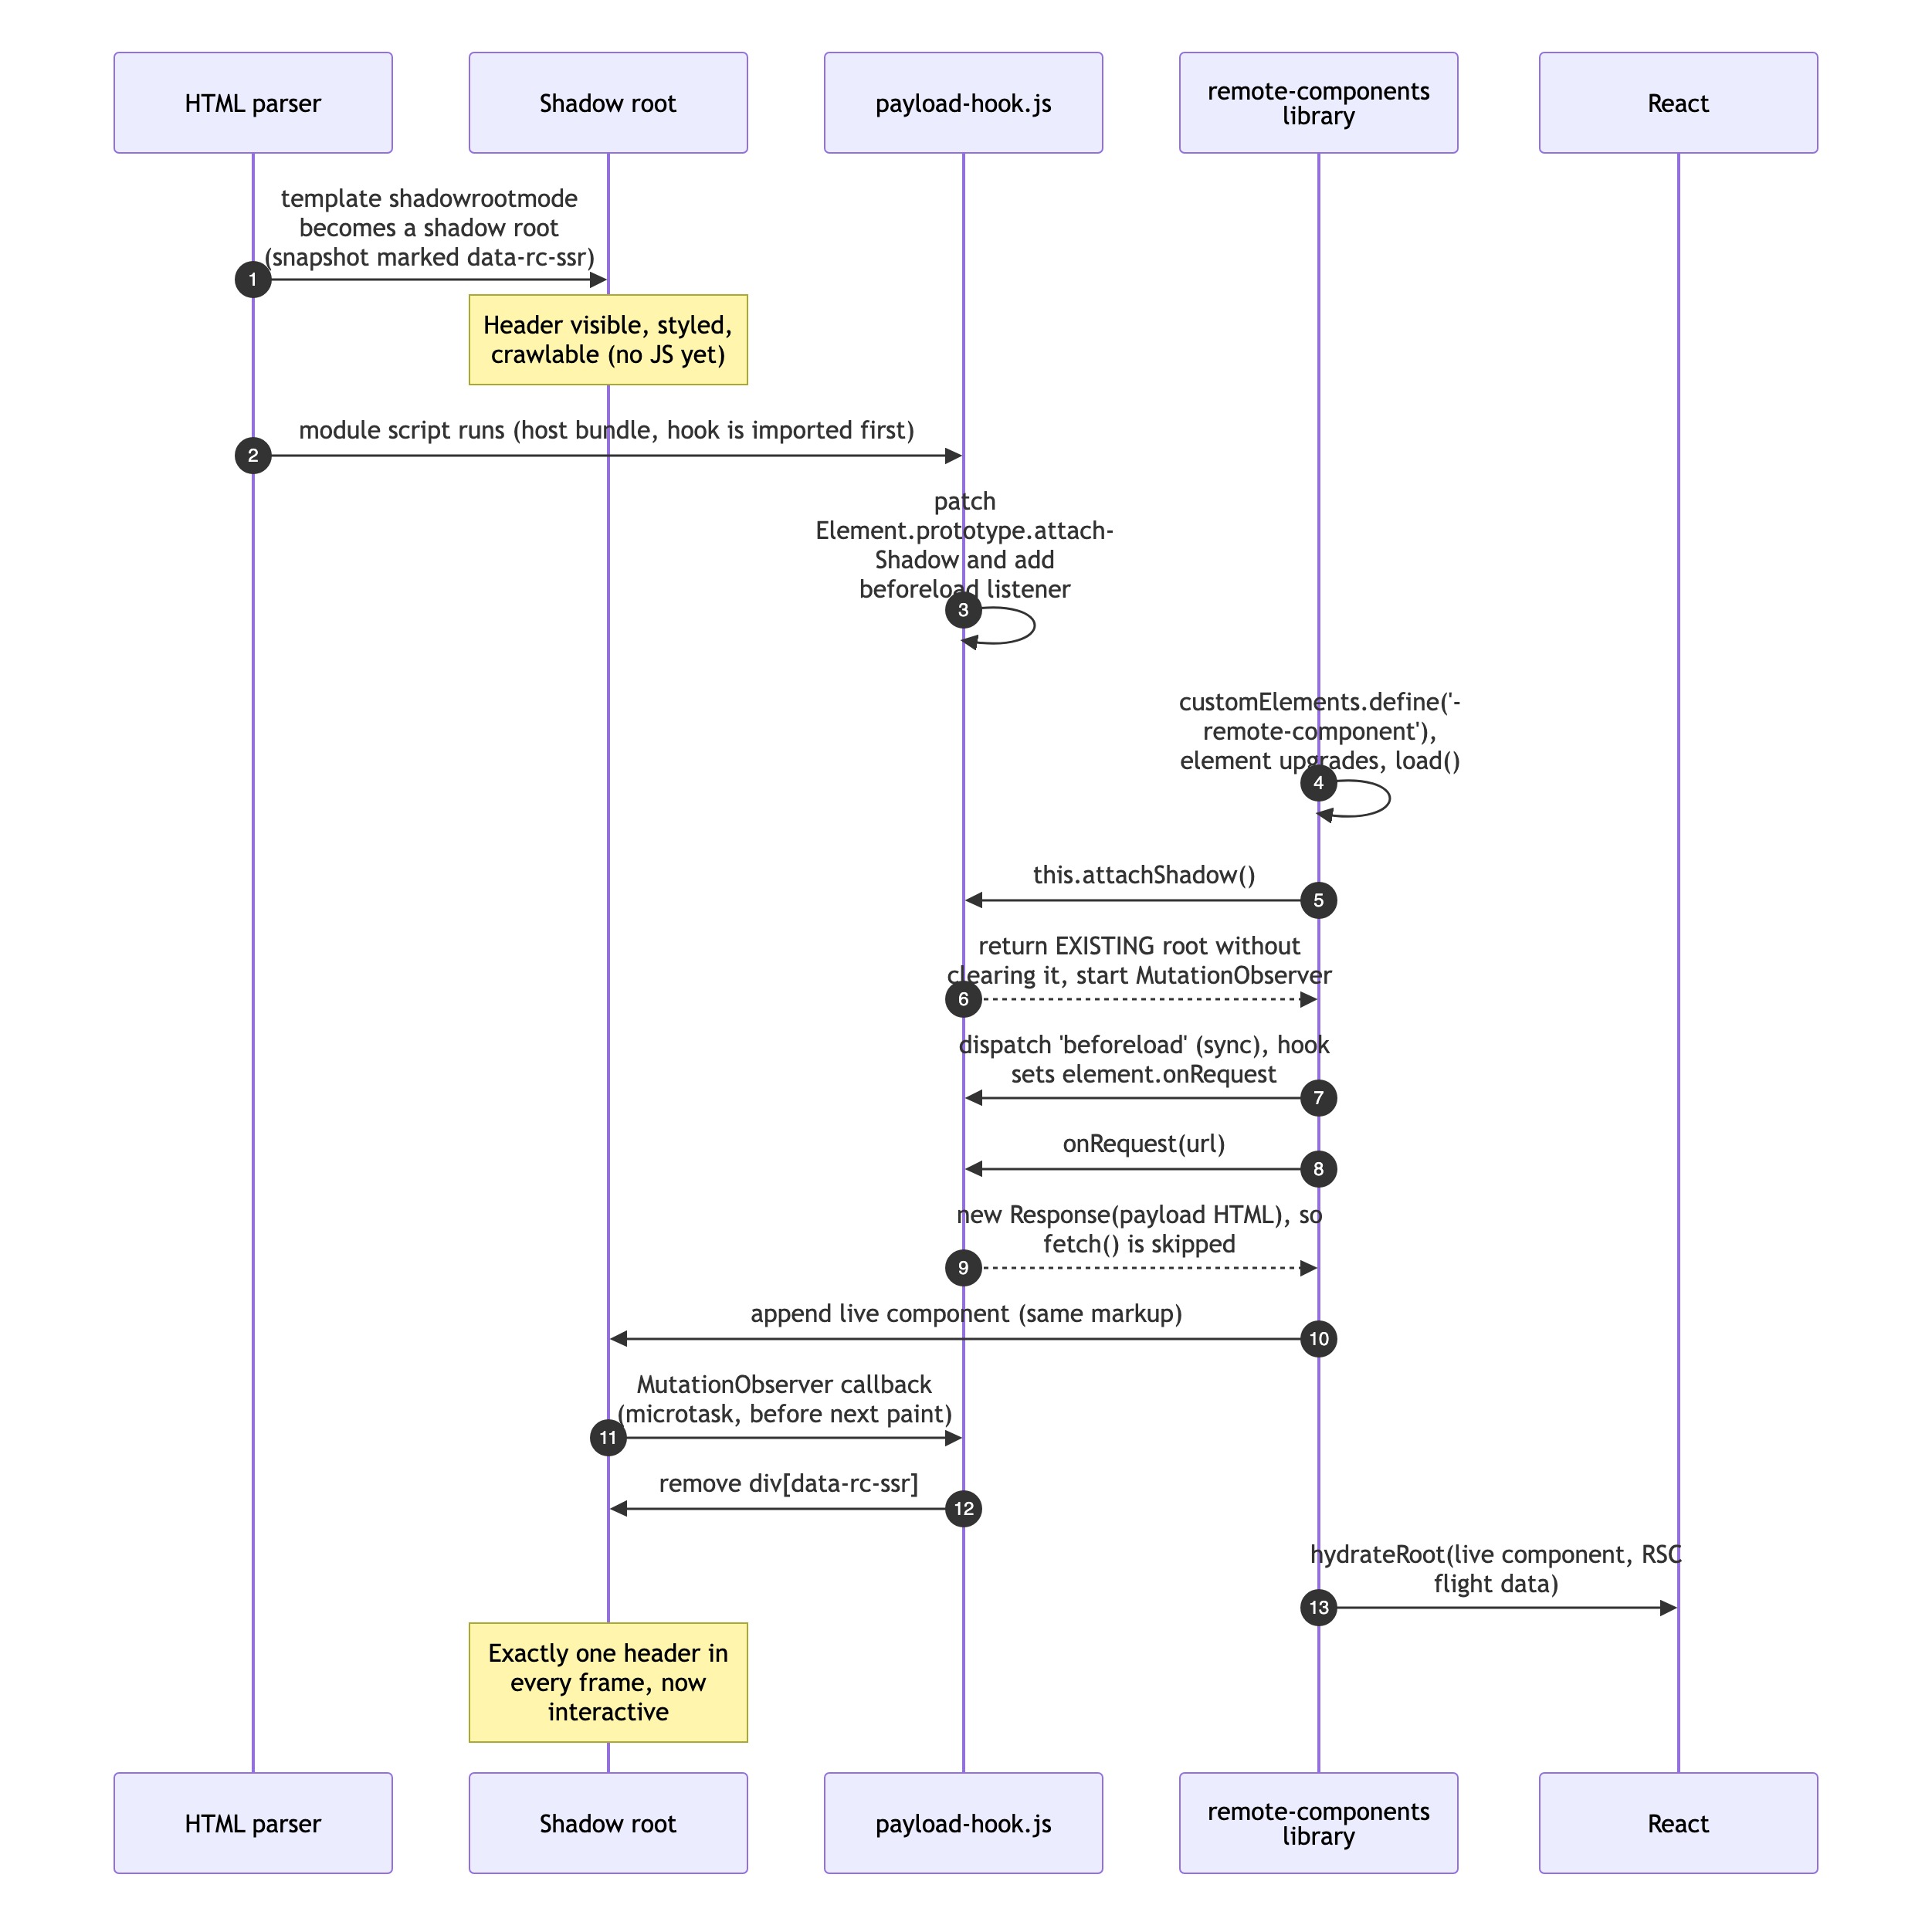 HTML parser
Shadow root
payload-hook.js
remote-components
library
React
template shadowrootmode
becomes a shadow root
(snapshot marked data-rc-ssr)
1
Header visible, styled,
crawlable (no JS yet)
module script runs (host bundle, hook is imported first)
2
patch
Element.prototype.attach-
Shadow and add
beforeload listener
3
customElements.define('-
remote-component'),
element upgrades, load()
4
this.attachShadow()
5
return EXISTING root without
clearing it, start MutationObserver
6
dispatch 'beforeload' (sync), hook
sets element.onRequest
7
onRequest(url)
8
new Response(payload HTML), so
fetch() is skipped
9
append live component (same markup)
10
MutationObserver callback
(microtask, before next paint)
11
remove div[data-rc-ssr]
12
hydrateRoot(live component, RSC
flight data)
13
Exactly one header in
every frame, now
interactive
HTML parser
Shadow root
payload-hook.js
remote-components
library
React